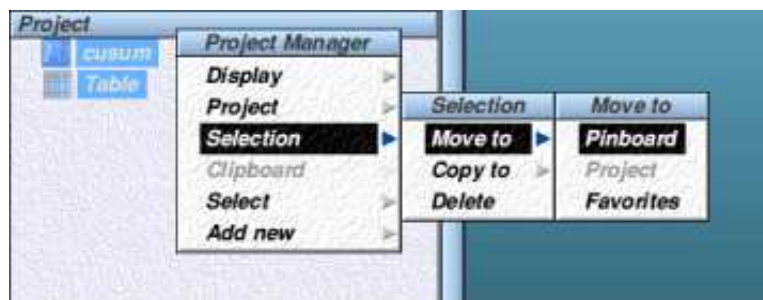 Project
cusum
Table
Project Manager
Display
Project
Selection
Clipboard
Select
Add new
Selection
Move to
Copy to
Delete
Move to
Pinboard
Project
Favorites